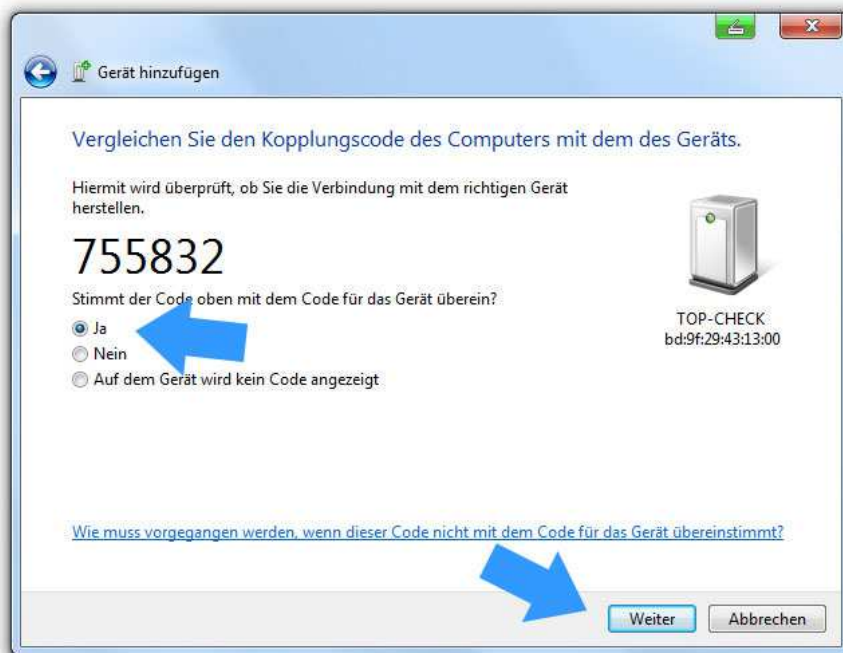 Gerät hinzufügen
Vergleichen Sie den Kopplungscode des Computers mit dem des Geräts.
Hiermit wird überprüft, ob Sie die Verbindung mit dem richtigen Gerät
herstellen.
755832
Stimmt der Code oben mit dem Code für das Gerät überein?
Ja
Nein
Auf dem Gerät wird kein Code angezeigt
TOP-CHECK
bd:9f:29:43:13:00
Wie muss vorgegangen werden, wenn dieser Code nicht mit dem Code für das Gerät übereinstimmt?
Weiter
Abbrechen